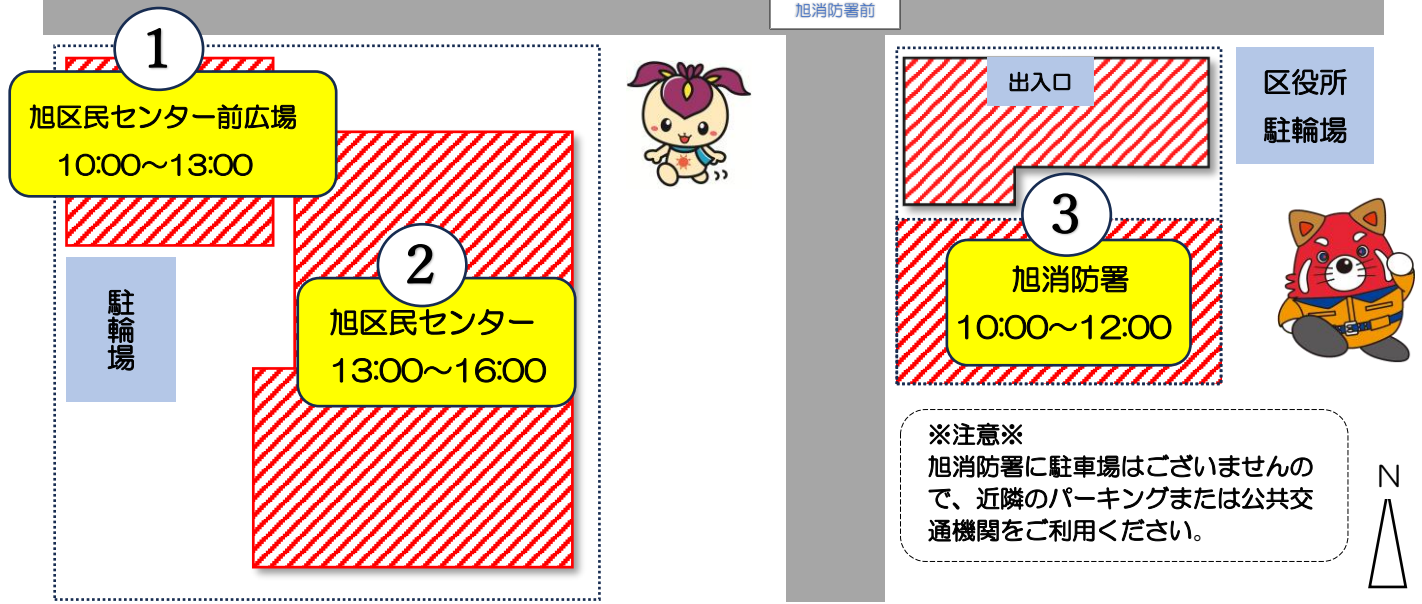 旭消防署前
1
旭区民センター前広場
10:00～13:00
2
旭区民センター
13:00～16:00
駐輪場
出入口
区役所
駐輪場
3
旭消防署
10:00～12:00
※注意※
旭消防署に駐車場はございませんの
で、近隣のパーキングまたは公共交
通機関をご利用ください。
N